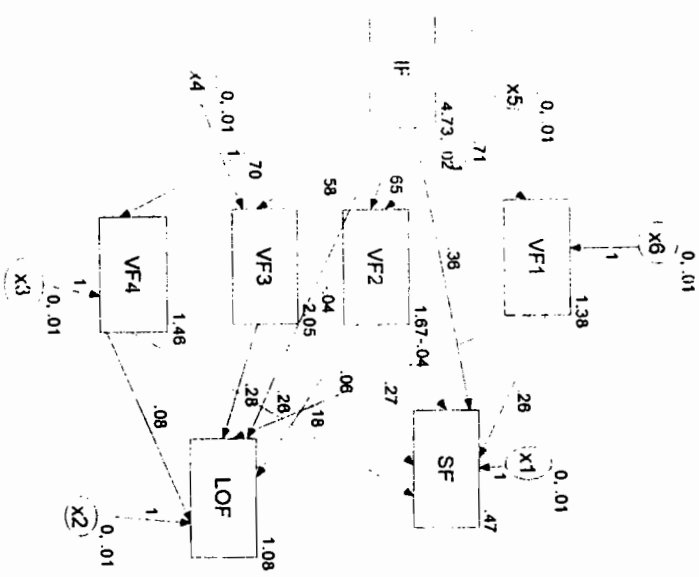 0, .01
x6
1
1.38
VF1
0, .01
x5
.71
4.73, .02
IF
.36
0, .01
x1
1
.26
.47
SF
.27
65
1.67
-.04
VF2
58
.04
.06
0, .01
x4
1
70
2.05
VF3
.28
.26
.18
1.46
VF4
1
0, .01
x3
.08
1.08
LOF
1
0, .01
x2